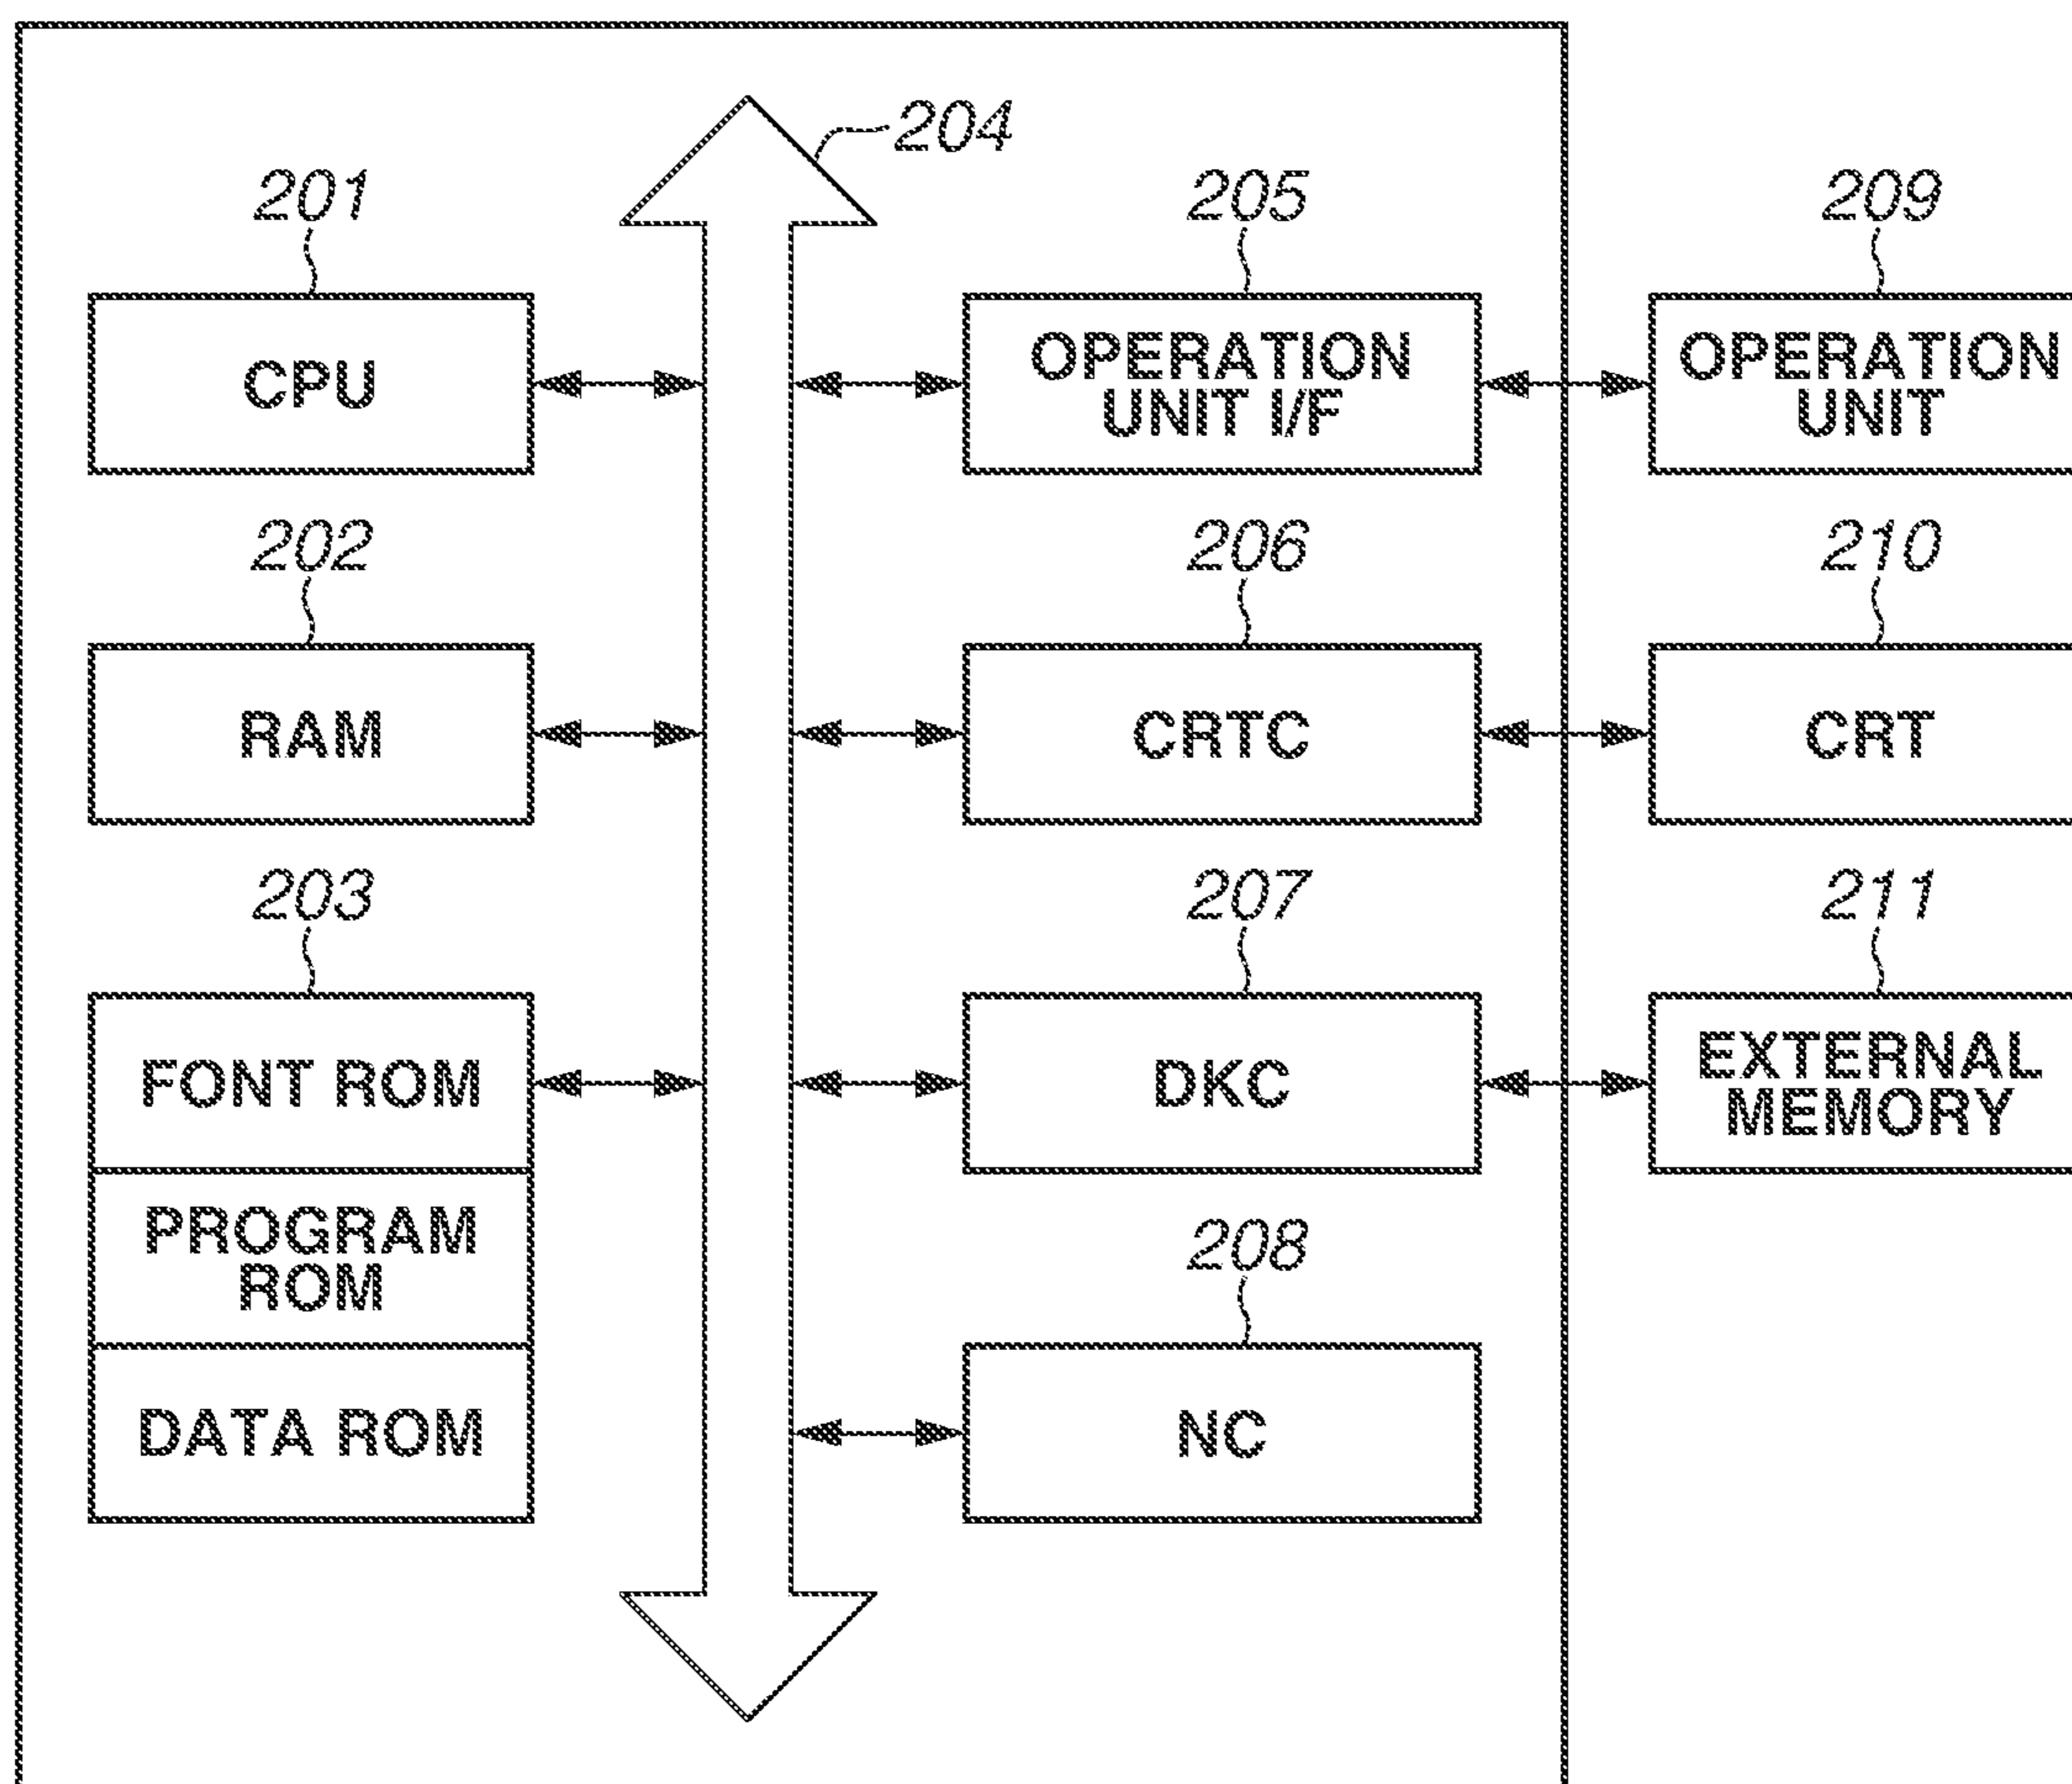 204
201
205
209
CPU
OPERATION
UNIT I/F
OPERATION
UNIT
202
206
210
RAM
CRTC
CRT
203
207
211
FONT ROM
DKC
EXTERNAL
MEMORY
PROGRAM
ROM
208
DATA ROM
NC